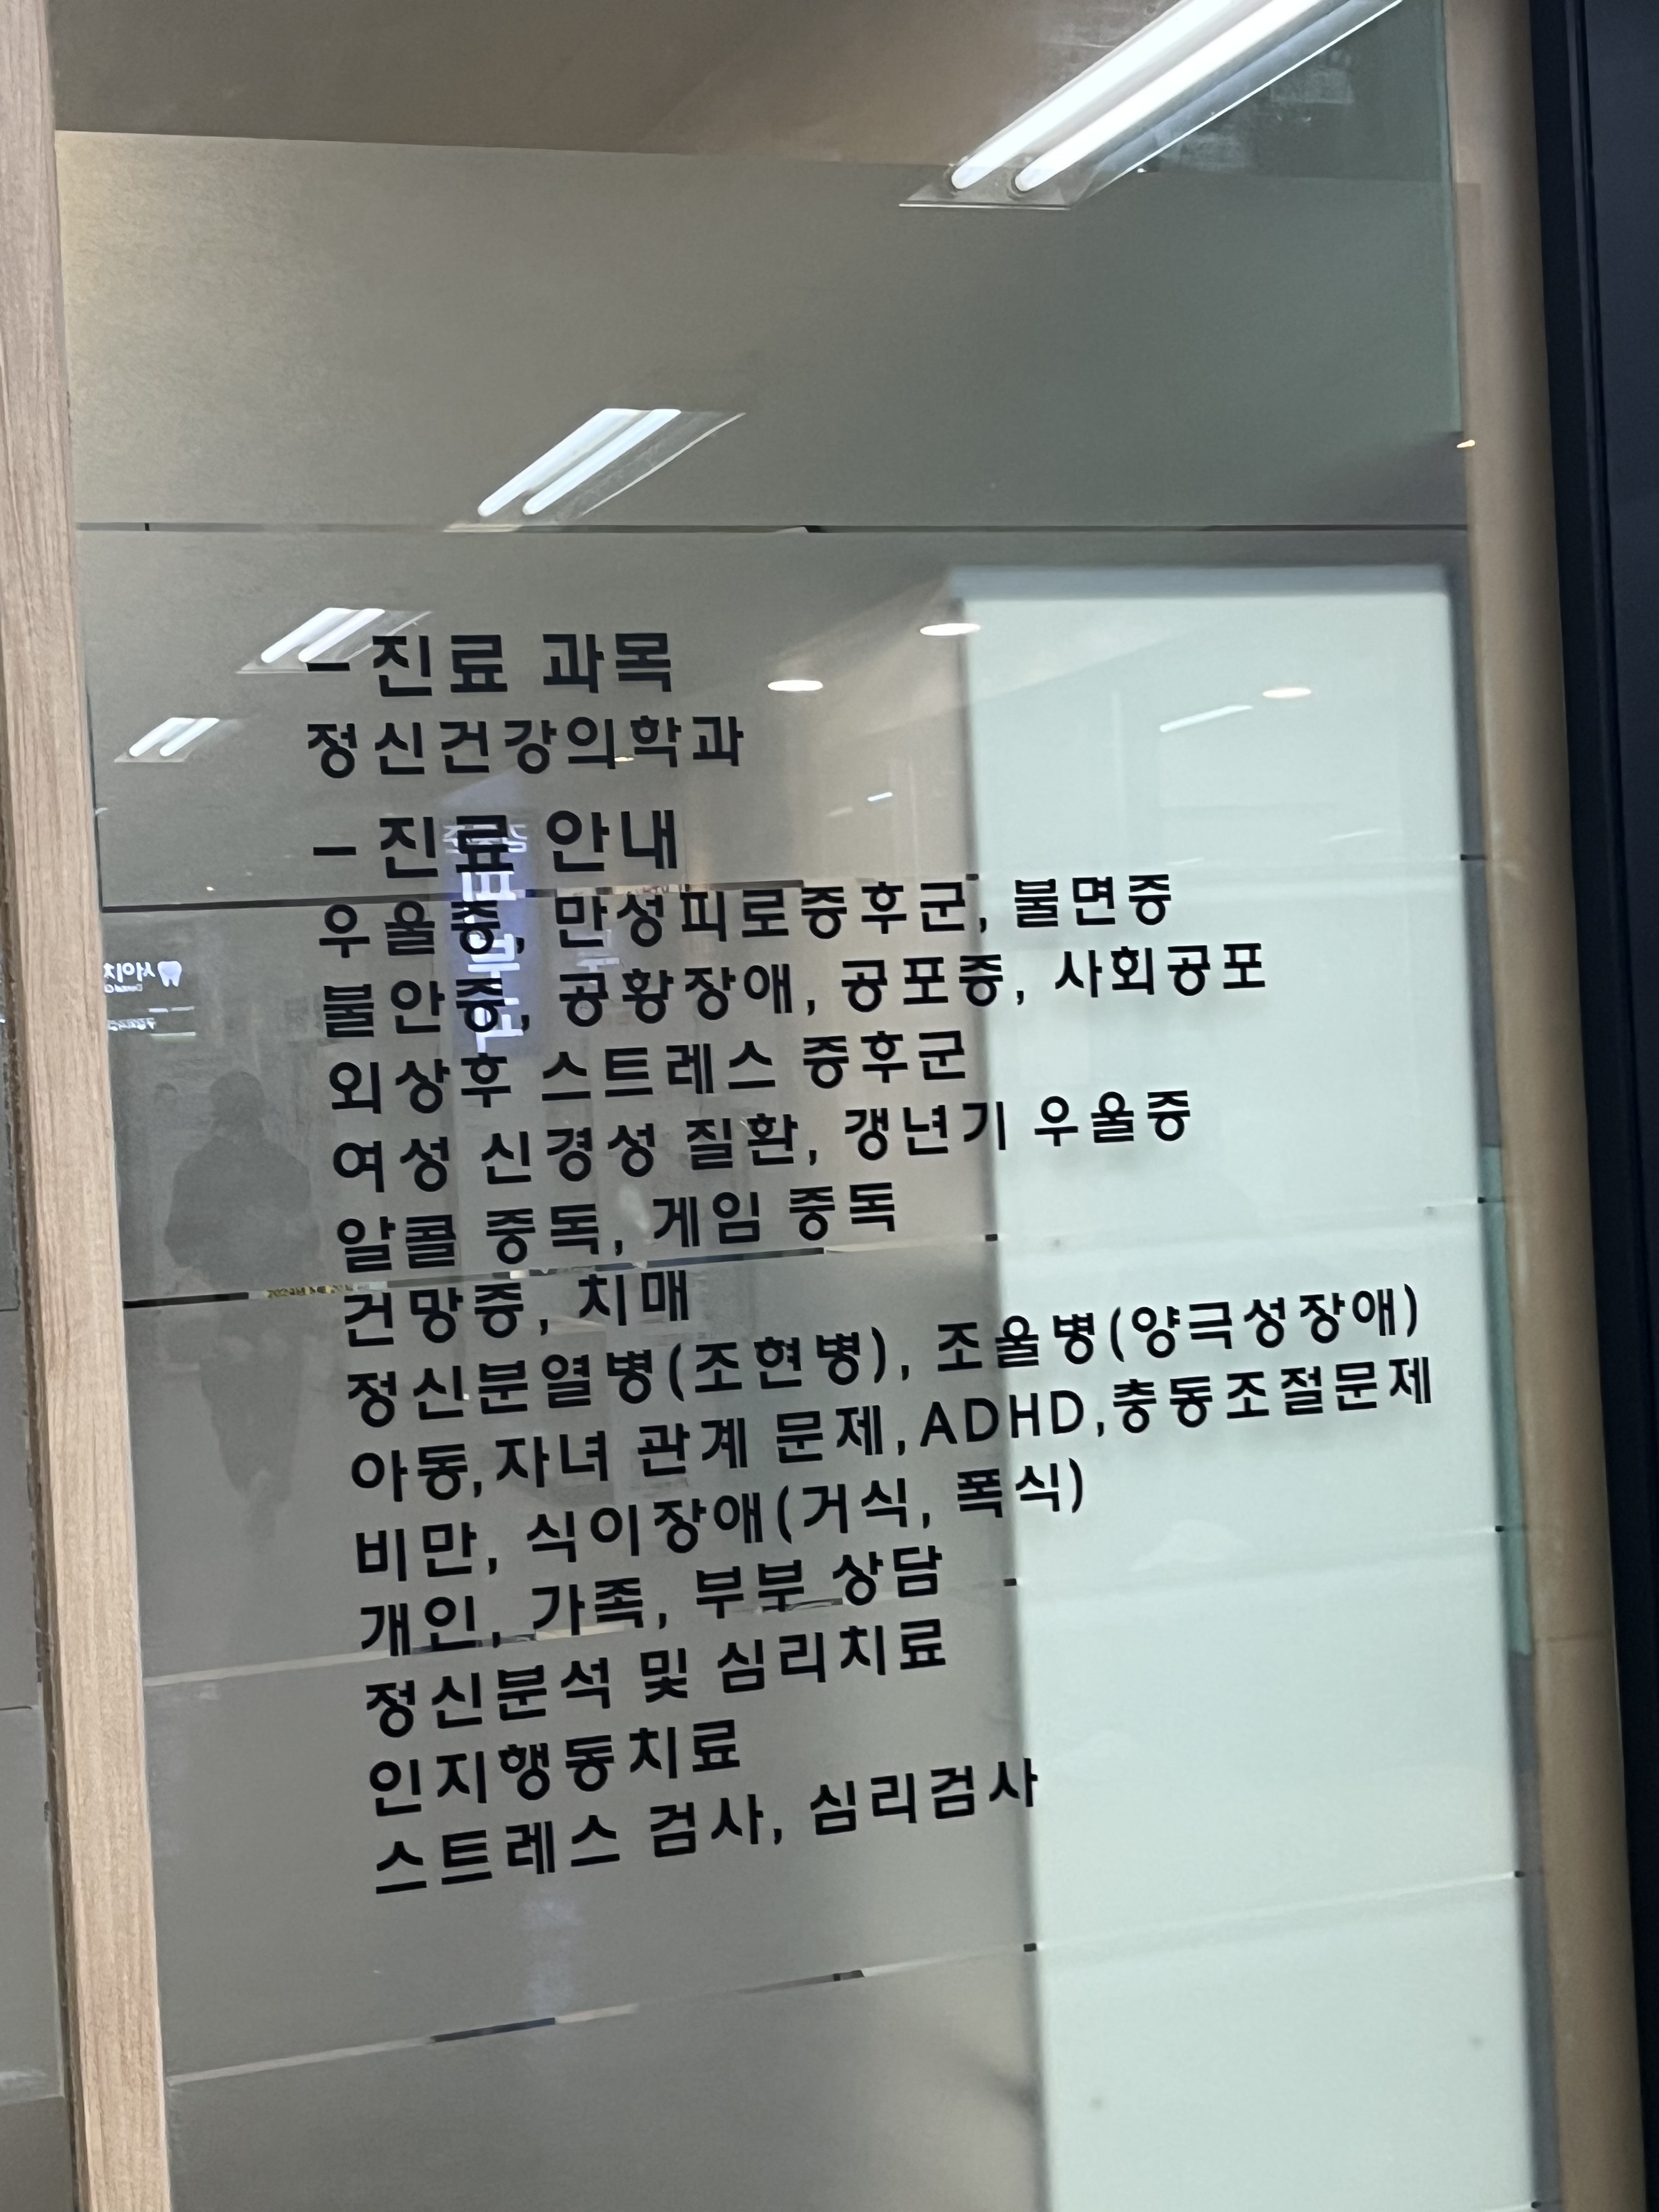 – 진료 과목
정신건강의학과
– 진료 안내
우울증, 만성피로증후군, 불면증
불안증, 공황장애, 공포증, 사회공포
외상후 스트레스 증후군
여성 신경성 질환, 갱년기 우울증
알콜 중독, 게임 중독
건망증, 치매
정신분열병(조현병), 조울병(양극성장애)
아동,자녀 관계 문제,ADHD,충동조절문제
비만, 식이장애(거식, 폭식)
개인, 가족, 부부 상담
정신분석 및 심리치료
인지행동치료
스트레스 검사, 심리검사